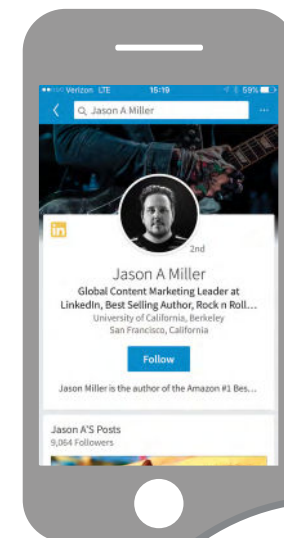 Verizon LTE 15:19 59%
Jason A Miller
in
2nd
Jason A Miller
Global Content Marketing Leader at
LinkedIn, Best Selling Author, Rock n Roll...
University of California, Berkeley
San Francisco, California
Follow
Jason Miller is the author of the Amazon #1 Bes...
Jason A'S Posts
9,064 Followers